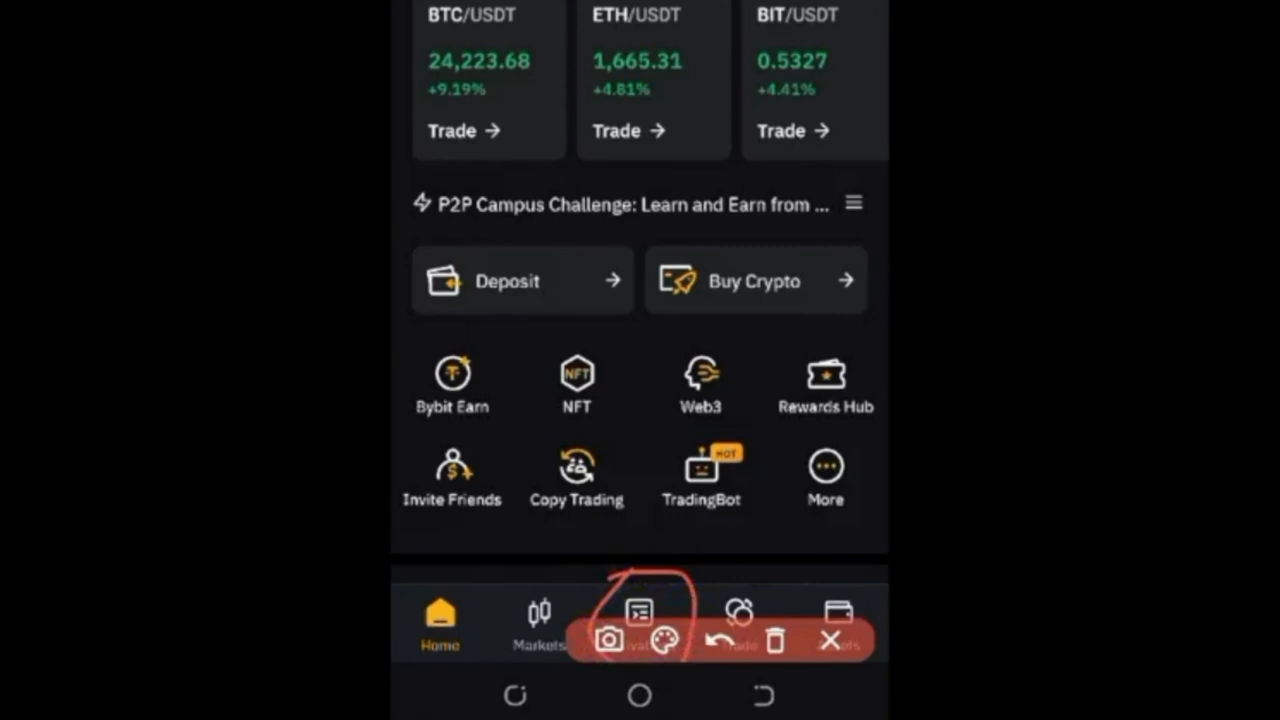 BTC/USDT ETH/USDT BIT/USDT
24,223.68 1,665.31 0.5327
+9.19% +4.81% +4.41%
Trade → Trade → Trade →
P2P Campus Challenge: Learn and Earn from ...
Deposit → Buy Crypto →
NFT
Bybit Earn NFT Web3 Rewards Hub
HOT
Invite Friends Copy Trading TradingBot More
Home Markets